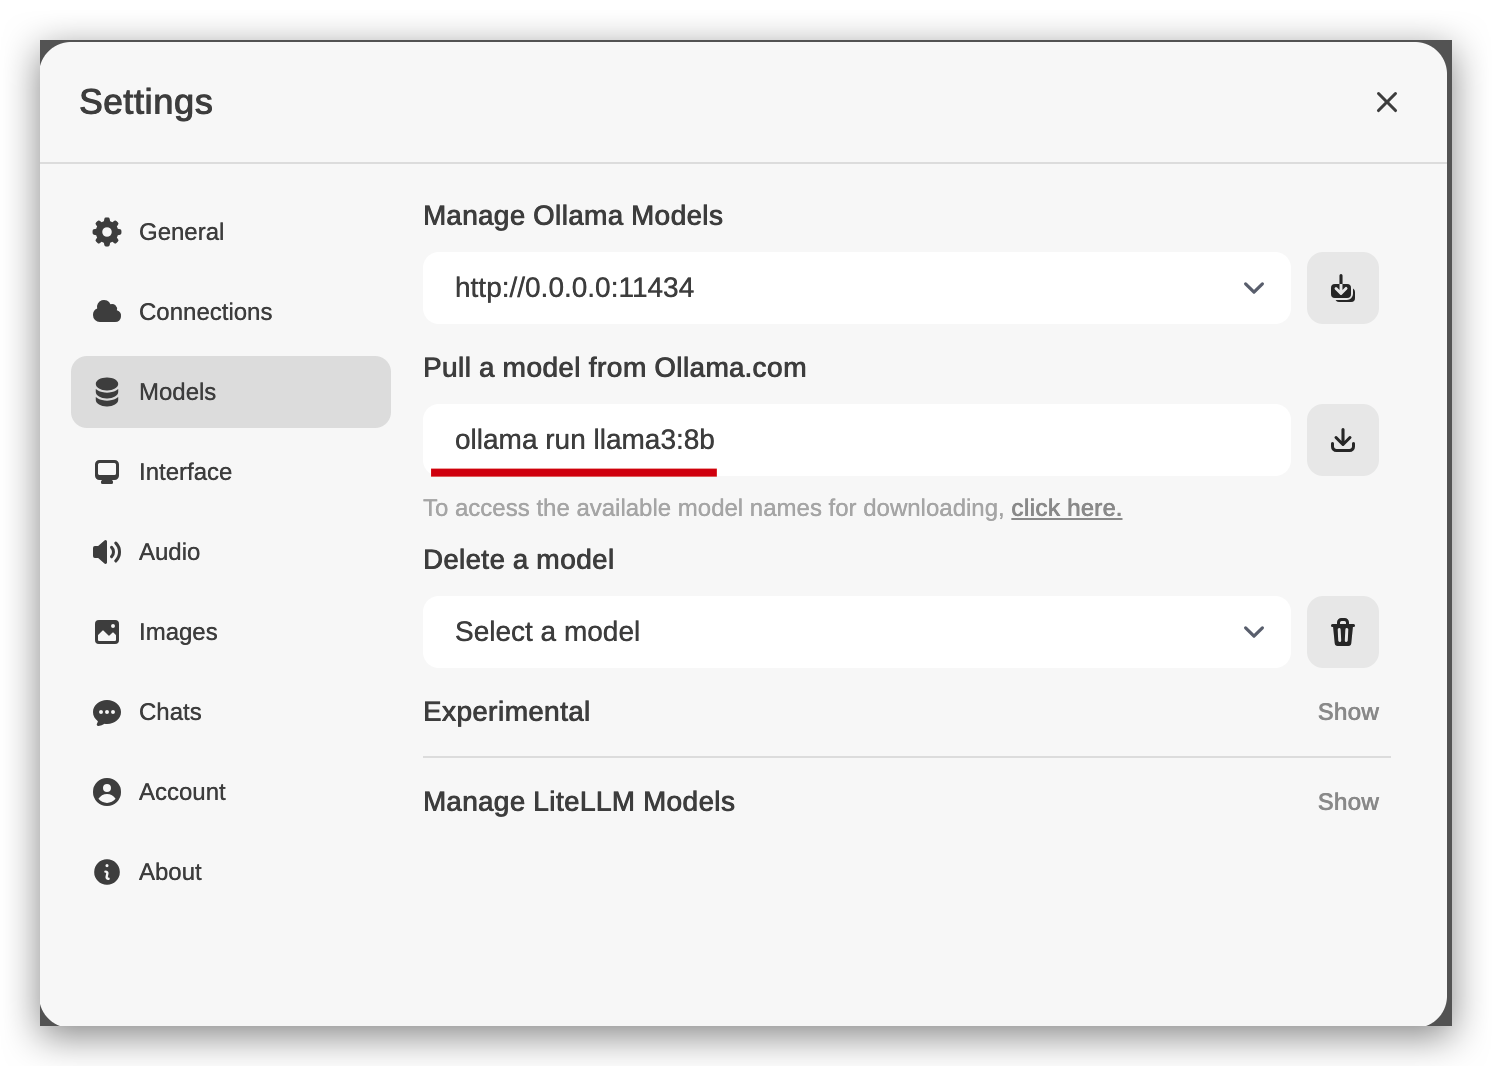 Settings
General
Connections
Models
Interface
Audio
Images
Chats
Account
About
Manage Ollama Models
http://0.0.0.0:11434
Pull a model from Ollama.com
ollama run llama3:8b
To access the available model names for downloading, click here.
Delete a model
Select a model
Experimental Show
Manage LiteLLM Models Show